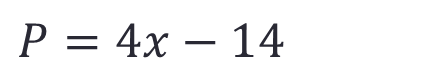 P = 4x − 14